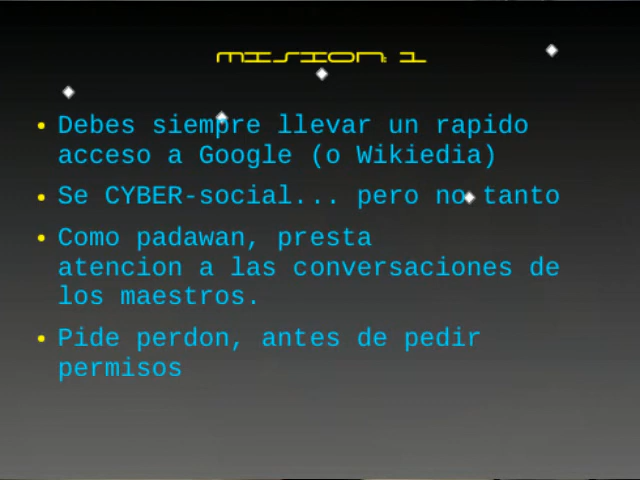 MISION: 1
• Debes siempre llevar un rapido
acceso a Google (o Wikiedia)
• Se CYBER-social... pero no tanto
• Como padawan, presta
atencion a las conversaciones de
los maestros.
• Pide perdon, antes de pedir
permisos